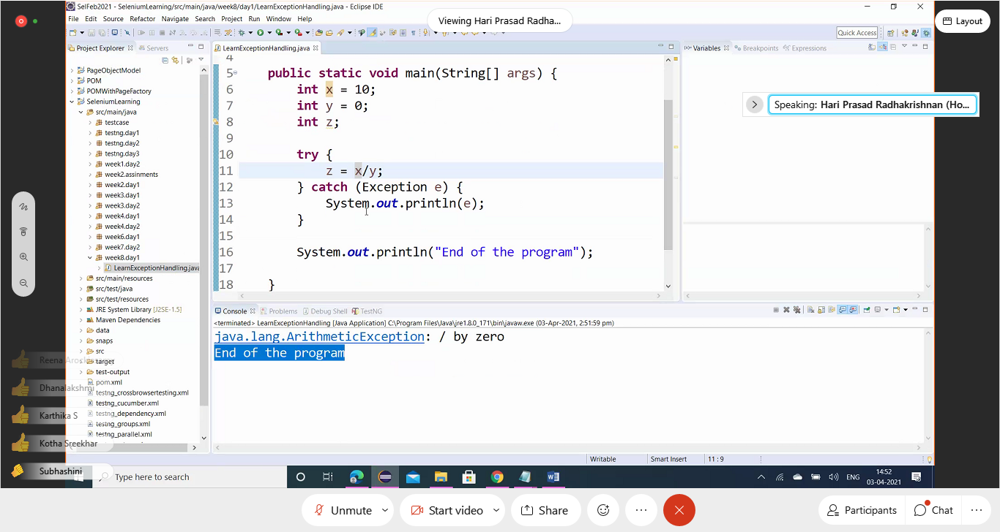 SelFeb2021 - SeleniumLearning/src/main/java/week8/day1/LearnExceptionHandling.java - Eclipse IDE
Viewing Hari Prasad Radha...
Layout
File Edit Source Refactor Navigate Search Project Run Window Help
Quick Access
Project Explorer Servers
LearnExceptionHandling.java
Variables Breakpoints Expressions
PageObjectModel
POM
POMWithPageFactory
SeleniumLearning
src/main/java
testcase
testng.day1
testng.day2
testng.day3
week1.day2
week2.assinments
week2.day1
week3.day1
week3.day2
week4.day1
week4.day2
week6.day1
week7.day2
week8.day1
LearnExceptionHandling.java
src/main/resources
src/test/java
src/test/resources
JRE System Library [J2SE-1.5]
Maven Dependencies
data
snaps
src
target
test-output
pom.xml
testng_crossbrowsertesting.xml
testng_cucumber.xml
testng_dependency.xml
testng_groups.xml
testng_parallel.xml
4
5 public static void main(String[] args) {
6 int x = 10;
7 int y = 0;
8 int z;
9
10 try {
11 z = x/y;
12 } catch (Exception e) {
13 System.out.println(e);
14 }
15
16 System.out.println("End of the program");
17
18 }
Speaking: Hari Prasad Radhakrishnan (Ho...
Console Problems Debug Shell TestNG
<terminated> LearnExceptionHandling [Java Application] C:\Program Files\Java\jre1.8.0_171\bin\javaw.exe (03-Apr-2021, 2:51:59 pm)
java.lang.ArithmeticException: / by zero
End of the program
Reena
Dhanalakshmi
Karthika S
Kotha Sreekhar
Subhashini
Writable Smart Insert 11 : 9
Type here to search
ENG
14:52
03-04-2021
Unmute Start video Share
Participants Chat